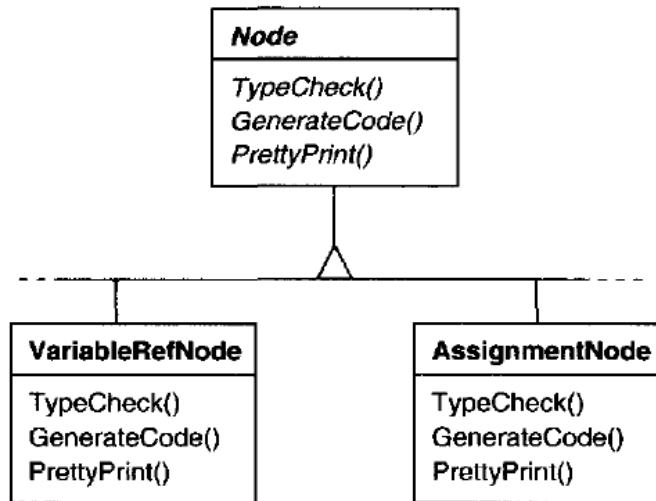 Node
TypeCheck()
GenerateCode()
PrettyPrint()
VariableRefNode
TypeCheck()
GenerateCode()
PrettyPrint()
AssignmentNode
TypeCheck()
GenerateCode()
PrettyPrint()